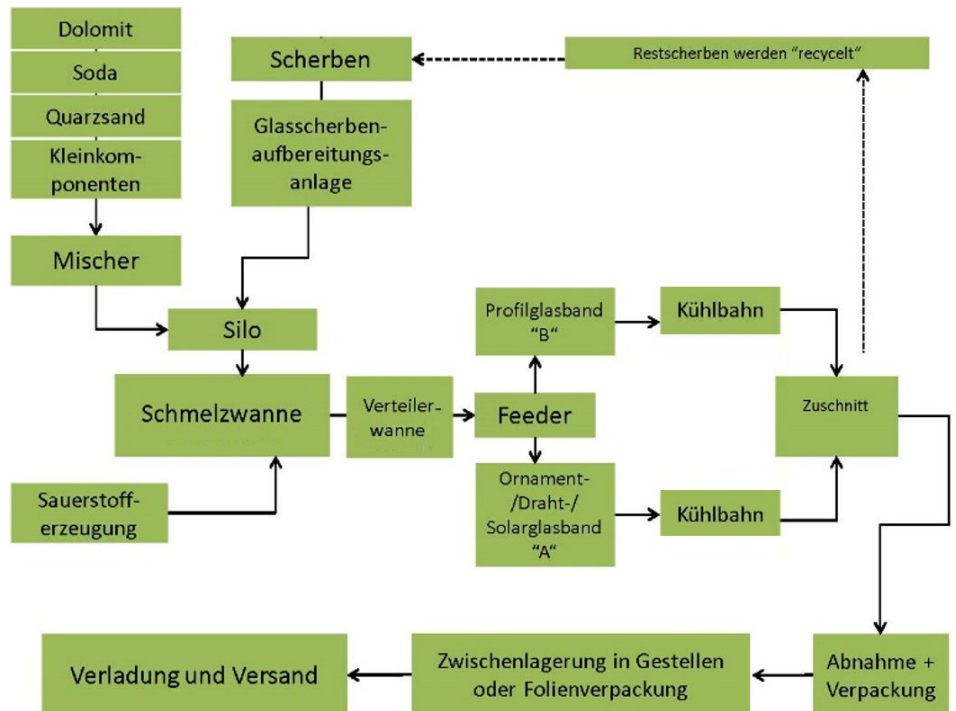 Dolomit
Soda
Quarzsand
Kleinkom-
ponenten
Mischer
Scherben
Restscherben werden “recycelt“
Glasscherben-
aufbereitungs-
anlage
Silo
Schmelzwanne
Sauerstoff-
erzeugung
Verteiler-
wanne
Feeder
Profilglasband
“B“
Kühlbahn
Ornament-
/Draht-/
Solarglasband
“A“
Kühlbahn
Zuschnitt
Abnahme +
Verpackung
Zwischenlagerung in Gestellen
oder Folienverpackung
Verladung und Versand